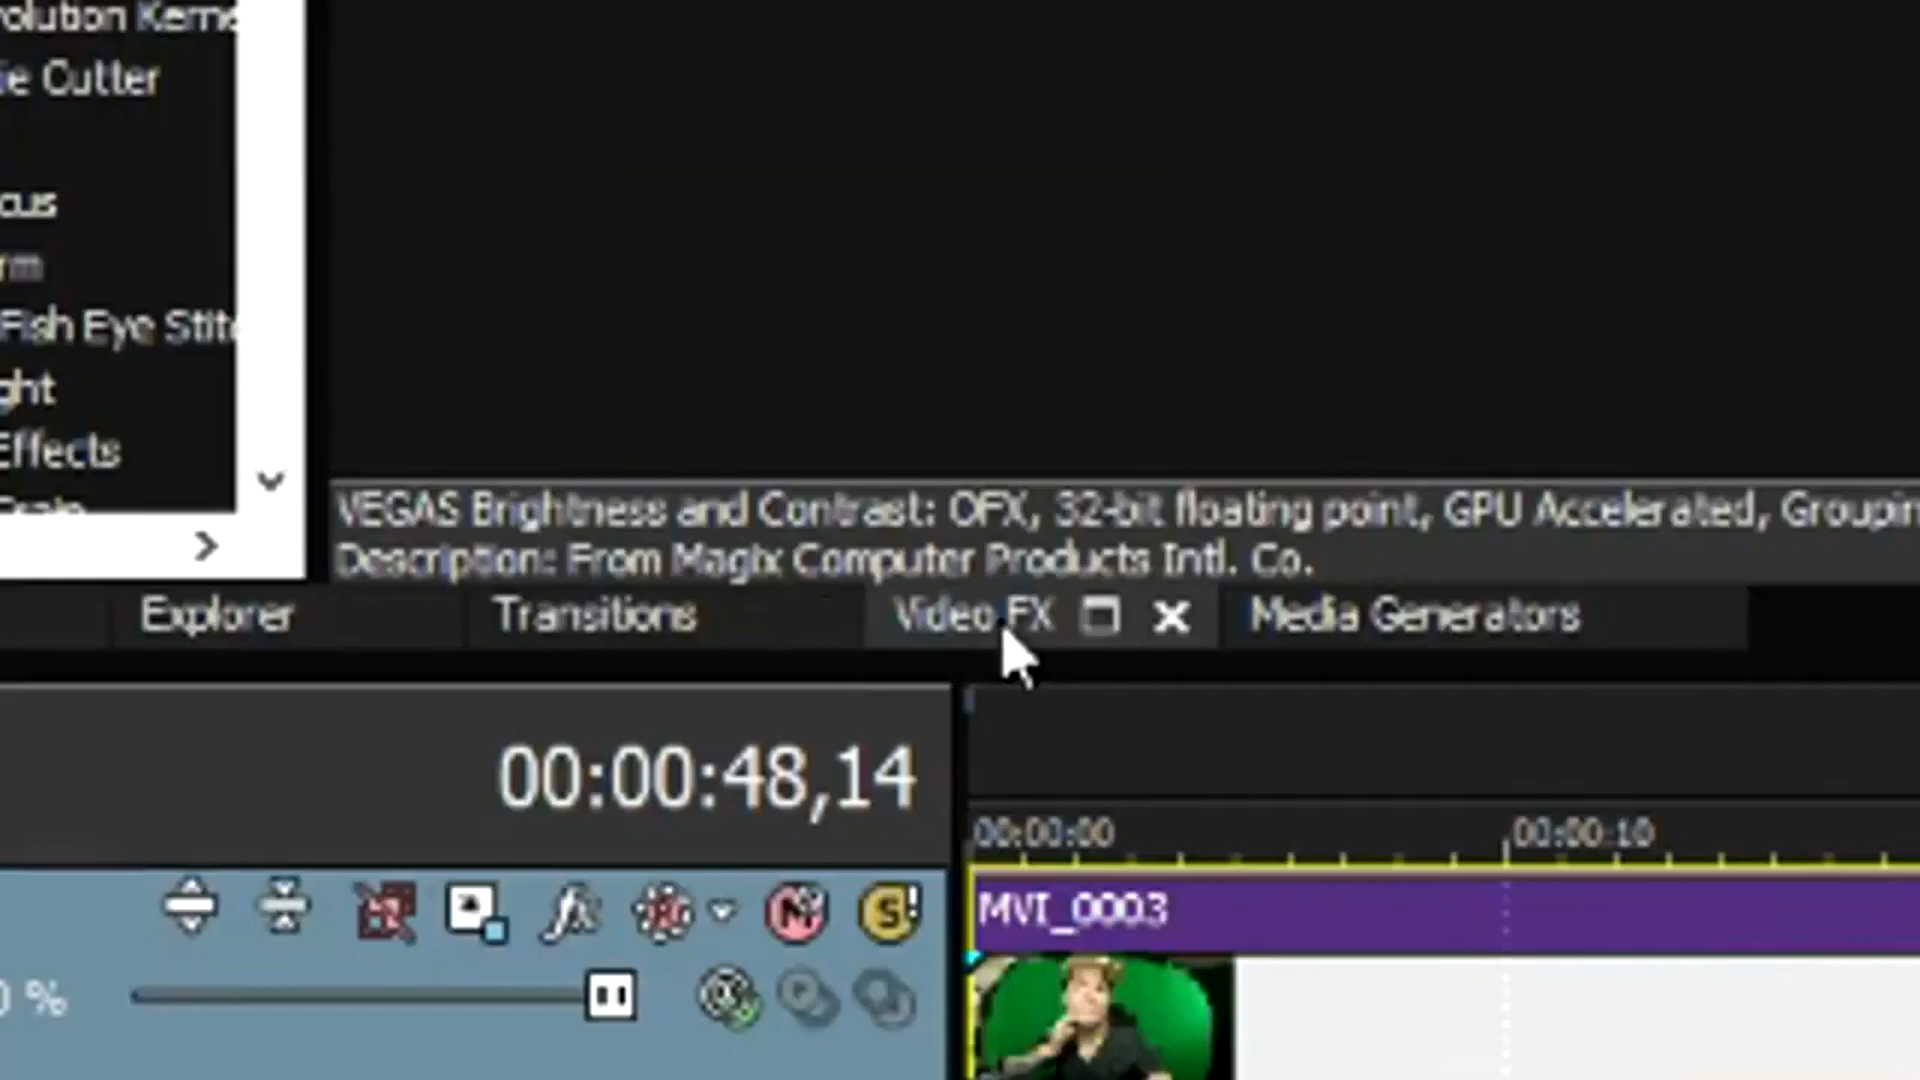 ie Cutter
cus
rm
Fish Eye Stit
ght
Effects
VEGAS Brightness and Contrast: OFX, 32-bit floating point, GPU Accelerated, Groupin
Description: From Magix Computer Products Intl. Co.
Explorer
Transitions
Video FX
Media Generators
00:00:48,14
00:00:00
00:00:10
MVI_0003
%